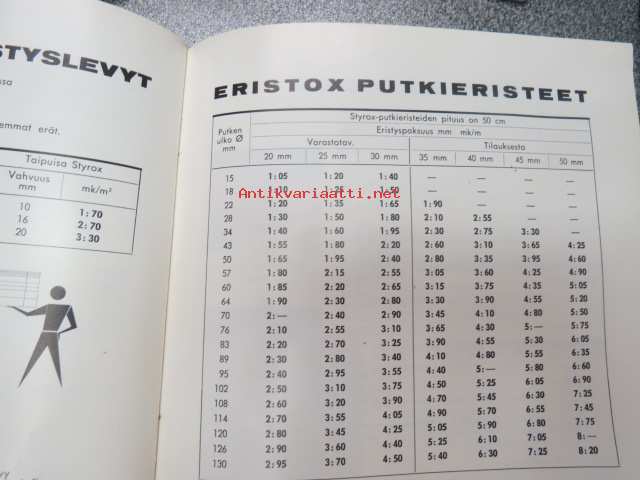 STYSLEVYT
ssa
emmat erät.
Taipuisa Styrox
Vahvuus mm mk/m²
10 1:70
16 2:70
20 3:30
ERISTOX PUTKIERISTEET
Putken ulko Ø mm
Styrox-putkieristeiden pituus on 50 cm
Eristyspaksuus mm mk/m
Varastotav. Tilauksesta
20 mm 25 mm 30 mm 35 mm 40 mm 45 mm 50 mm
15 1:05 1:20 1:40 — — — —
18 1:10 1:25 1:50 — — — —
Antikvariaatti.net
22 1:20 1:35 1:65 1:90 — — —
28 1:30 1:50 1:80 2:10 2:55 — —
34 1:40 1:60 1:95 2:30 2:75 3:30 —
43 1:55 1:80 2:20 2:60 3:10 3:65 4:25
50 1:65 2:— 2:40 2:80 3:35 3:95 4:60
57 1:80 2:15 2:55 3:05 3:60 4:25 4:90
60 1:85 2:20 2:65 3:15 3:75 4:35 5:05
64 1:90 2:30 2:80 3:30 3:90 4:55 5:20
70 2:— 2:40 2:90 3:45 4:10 4:80 5:50
76 2:10 2:55 3:10 3:65 4:30 5:— 5:75
83 2:20 2:70 3:25 3:85 4:55 5:30 6:05
89 2:30 2:80 3:40 4:10 4:80 5:55 6:35
95 2:40 2:95 3:55 4:20 5:— 5:80 6:60
102 2:50 3:10 3:75 4:50 5:25 6:05 6:90
108 2:60 3:20 3:90 4:70 5:45 6:30 7:25
114 2:70 3:55 4:05 4:90 5:70 6:55 7:45
120 2:80 3:45 4:25 5:05 5:90 6:80 7:75
126 2:90 3:60 4:40 5:25 6:10 7:05 8:—
130 2:95 3:70 4:50 5:40 6:30 7:25 8:20